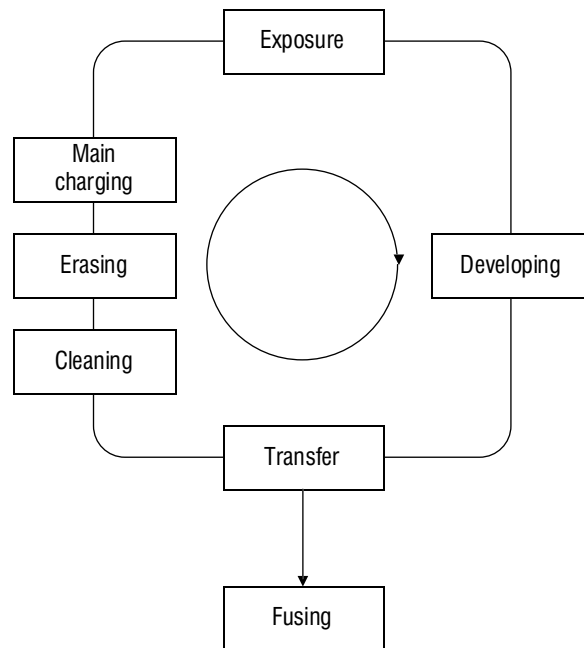 Exposure
Main
charging
Erasing
Developing
Cleaning
Transfer
Fusing